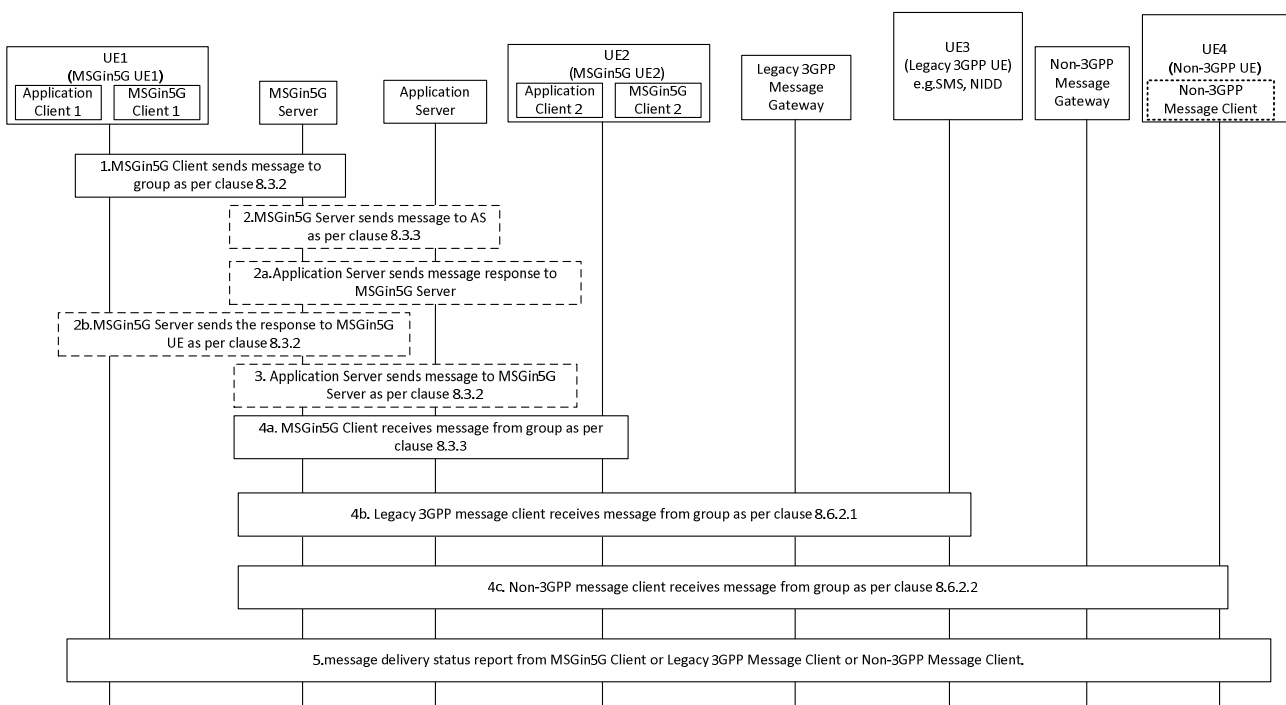 UE1
(MSGin5G UE1)
Application
Client 1
MSGin5G
Client 1
MSGin5G
Server
Application
Server
UE2
(MSGin5G UE2)
Application
Client 2
MSGin5G
Client 2
Legacy 3GPP
Message
Gateway
UE3
(Legacy 3GPP UE)
e.g.SMS, NIDD
Non-3GPP
Message
Gateway
UE4
(Non-3GPP UE)
Non-3GPP
Message Client
1.MSGin5G Client sends message to
group as per clause 8.3.2
2.MSGin5G Server sends message to AS
as per clause 8.3.3
2a.Application Server sends message response to
MSGin5G Server
2b.MSGin5G Server sends the response to MSGin5G
UE as per clause 8.3.2
3. Application Server sends message to MSGin5G
Server as per clause 8.3.2
4a. MSGin5G Client receives message from group as per
clause 8.3.3
4b. Legacy 3GPP message client receives message from group as per clause 8.6.2.1
4c. Non-3GPP message client receives message from group as per clause 8.6.2.2
5.message delivery status report from MSGin5G Client or Legacy 3GPP Message Client or Non-3GPP Message Client.